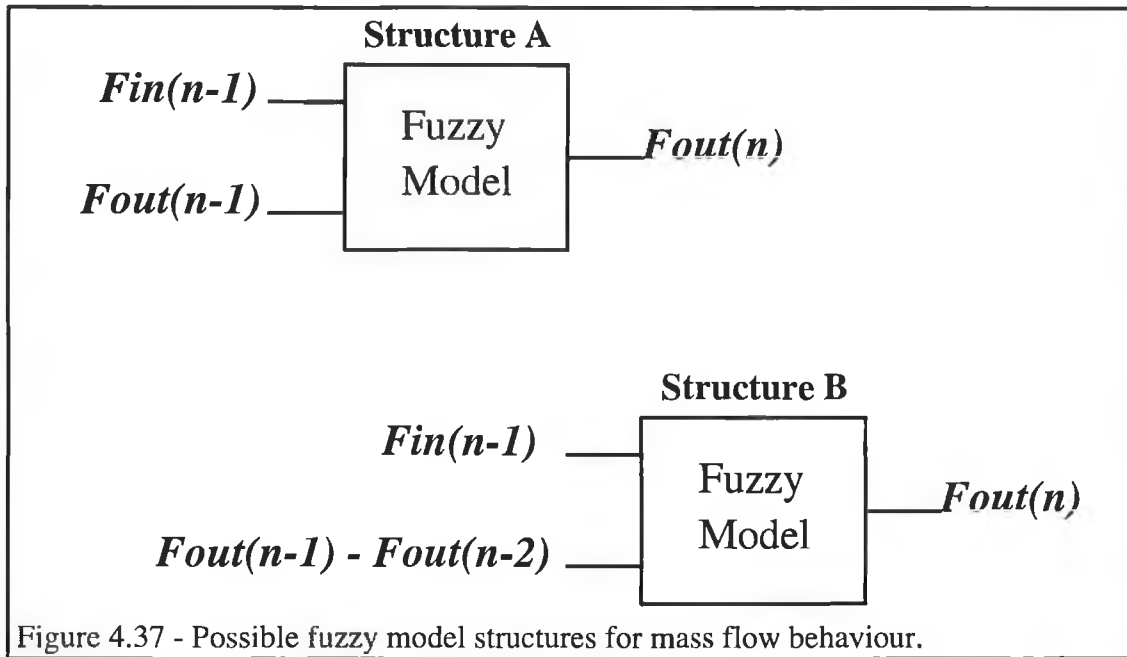 Structure A
Fin(n-1)
Fout(n-1)
Fuzzy
Model
Fout(n)
Structure B
Fin(n-1)
Fout(n-1) - Fout(n-2)
Fuzzy
Model
Fout(n)
Figure 4.37 - Possible fuzzy model structures for mass flow behaviour.